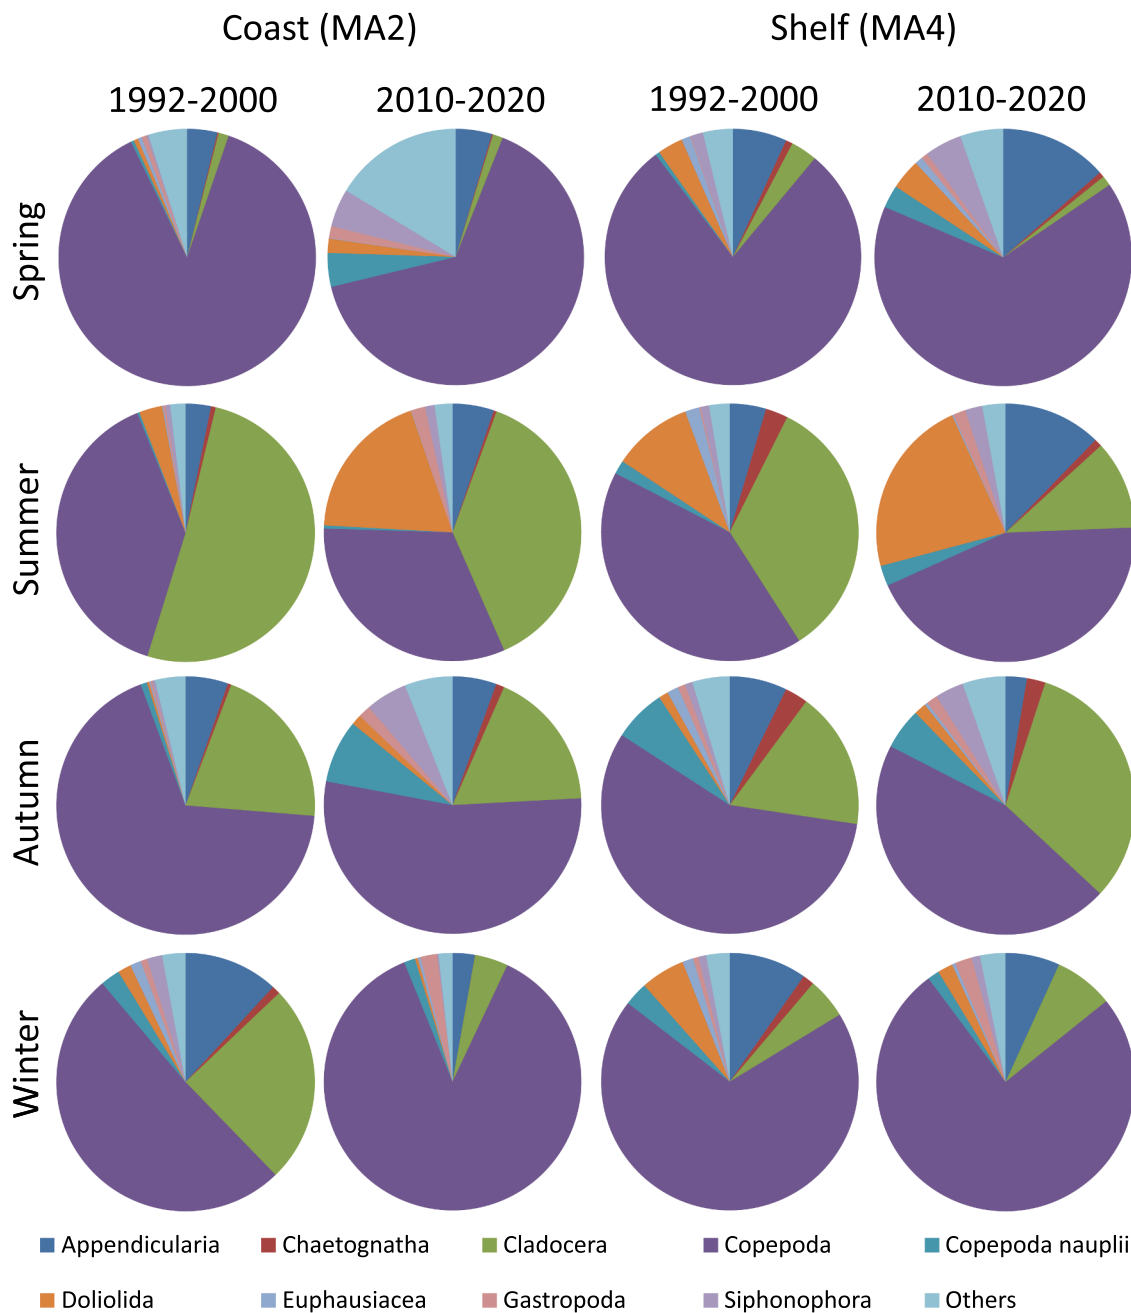 Coast (MA2) Shelf (MA4)
1992-2000 2010-2020 1992-2000 2010-2020
Spring
Summer
Autumn
Winter
Appendicularia Chaetognatha Cladocera Copepoda Copepoda nauplii
Doliolida Euphausiacea Gastropoda Siphonophora Others